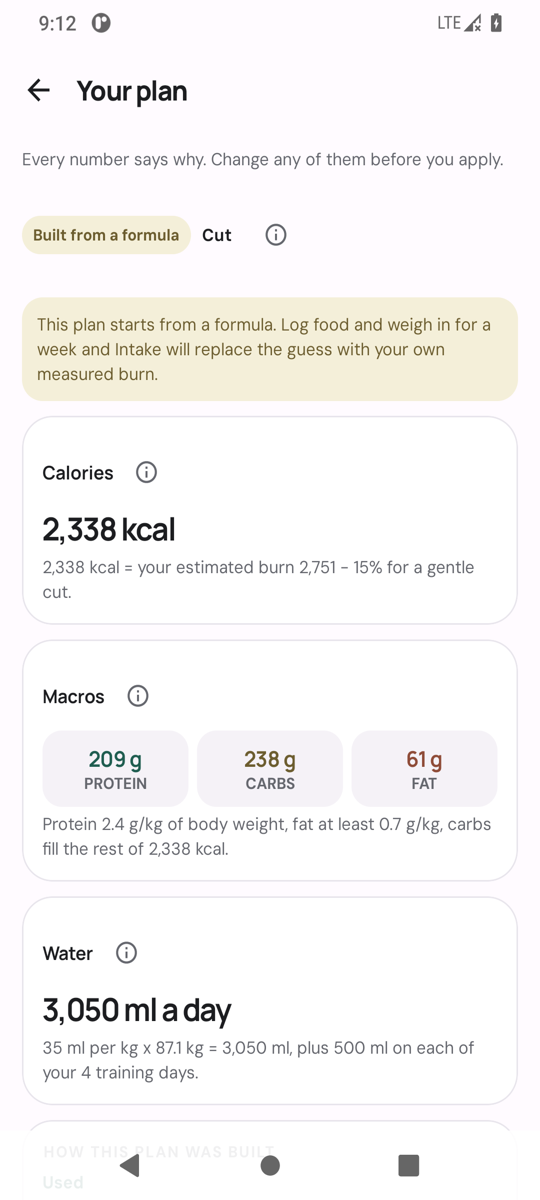 9:12
LTE
Your plan
Every number says why. Change any of them before you apply.
Built from a formula
Cut
This plan starts from a formula. Log food and weigh in for a
week and Intake will replace the guess with your own
measured burn.
Calories
2,338 kcal
2,338 kcal = your estimated burn 2,751 − 15% for a gentle
cut.
Macros
209 g
238 g
61 g
PROTEIN
CARBS
FAT
Protein 2.4 g/kg of body weight, fat at least 0.7 g/kg, carbs
fill the rest of 2,338 kcal.
Water
3,050 ml a day
35 ml per kg x 87.1 kg = 3,050 ml, plus 500 ml on each of
your 4 training days.
HOW THIS PLAN WAS BUILT
Used